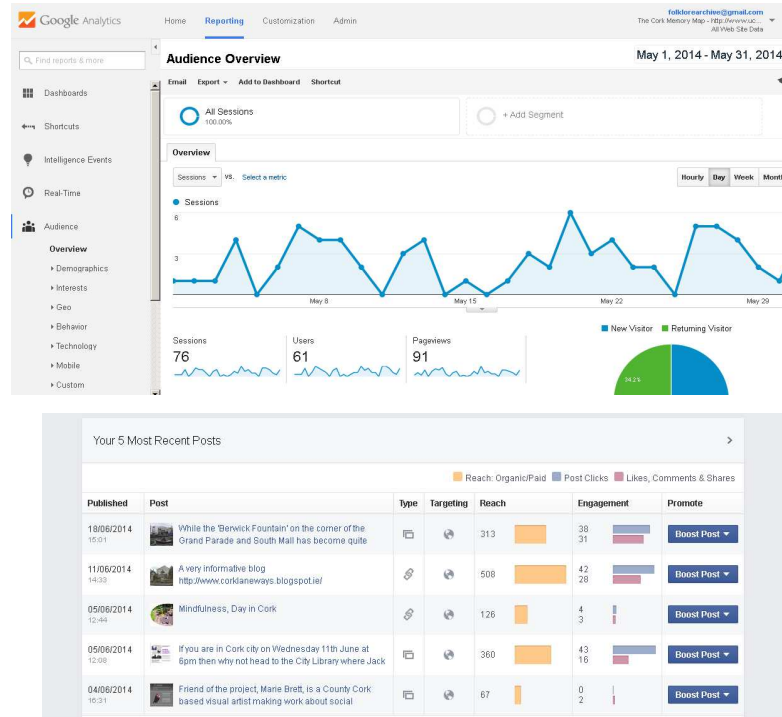 Google Analytics
Home Reporting Customization Admin
folklorearchive@gmail.com
The Cork Memory Map - http://www.uc...
All Web Site Data
Find reports & more
Audience Overview
May 1, 2014 - May 31, 2014
Email Export Add to Dashboard Shortcut
Dashboards
Shortcuts
Intelligence Events
Real-Time
Audience
Overview
Demographics
Interests
Geo
Behavior
Technology
Mobile
Custom
All Sessions
100.00%
+ Add Segment
Overview
Sessions VS. Select a metric
Hourly Day Week Month
Sessions
6
3
May 8 May 15 May 22 May 29
New Visitor Returning Visitor
Sessions
76
Users
61
Pageviews
91
Your 5 Most Recent Posts
Reach: Organic/Paid Post Clicks Likes, Comments & Shares
Published Post Type Targeting Reach Engagement Promote
18/06/2014
15:01
While the 'Berwick Fountain' on the corner of the
Grand Parade and South Mall has become quite
313
38
31
Boost Post
11/06/2014
14:33
A very informative blog
http://www.corklaneways.blogspot.ie/
508
42
28
Boost Post
05/06/2014
12:44
Mindfulness, Day in Cork
126
4
3
Boost Post
05/06/2014
12:08
If you are in Cork city on Wednesday 11th June at
6pm then why not head to the City Library where Jack
360
43
16
Boost Post
04/06/2014
16:31
Friend of the project, Marie Brett, is a County Cork
based visual artist making work about social
67
0
2
Boost Post